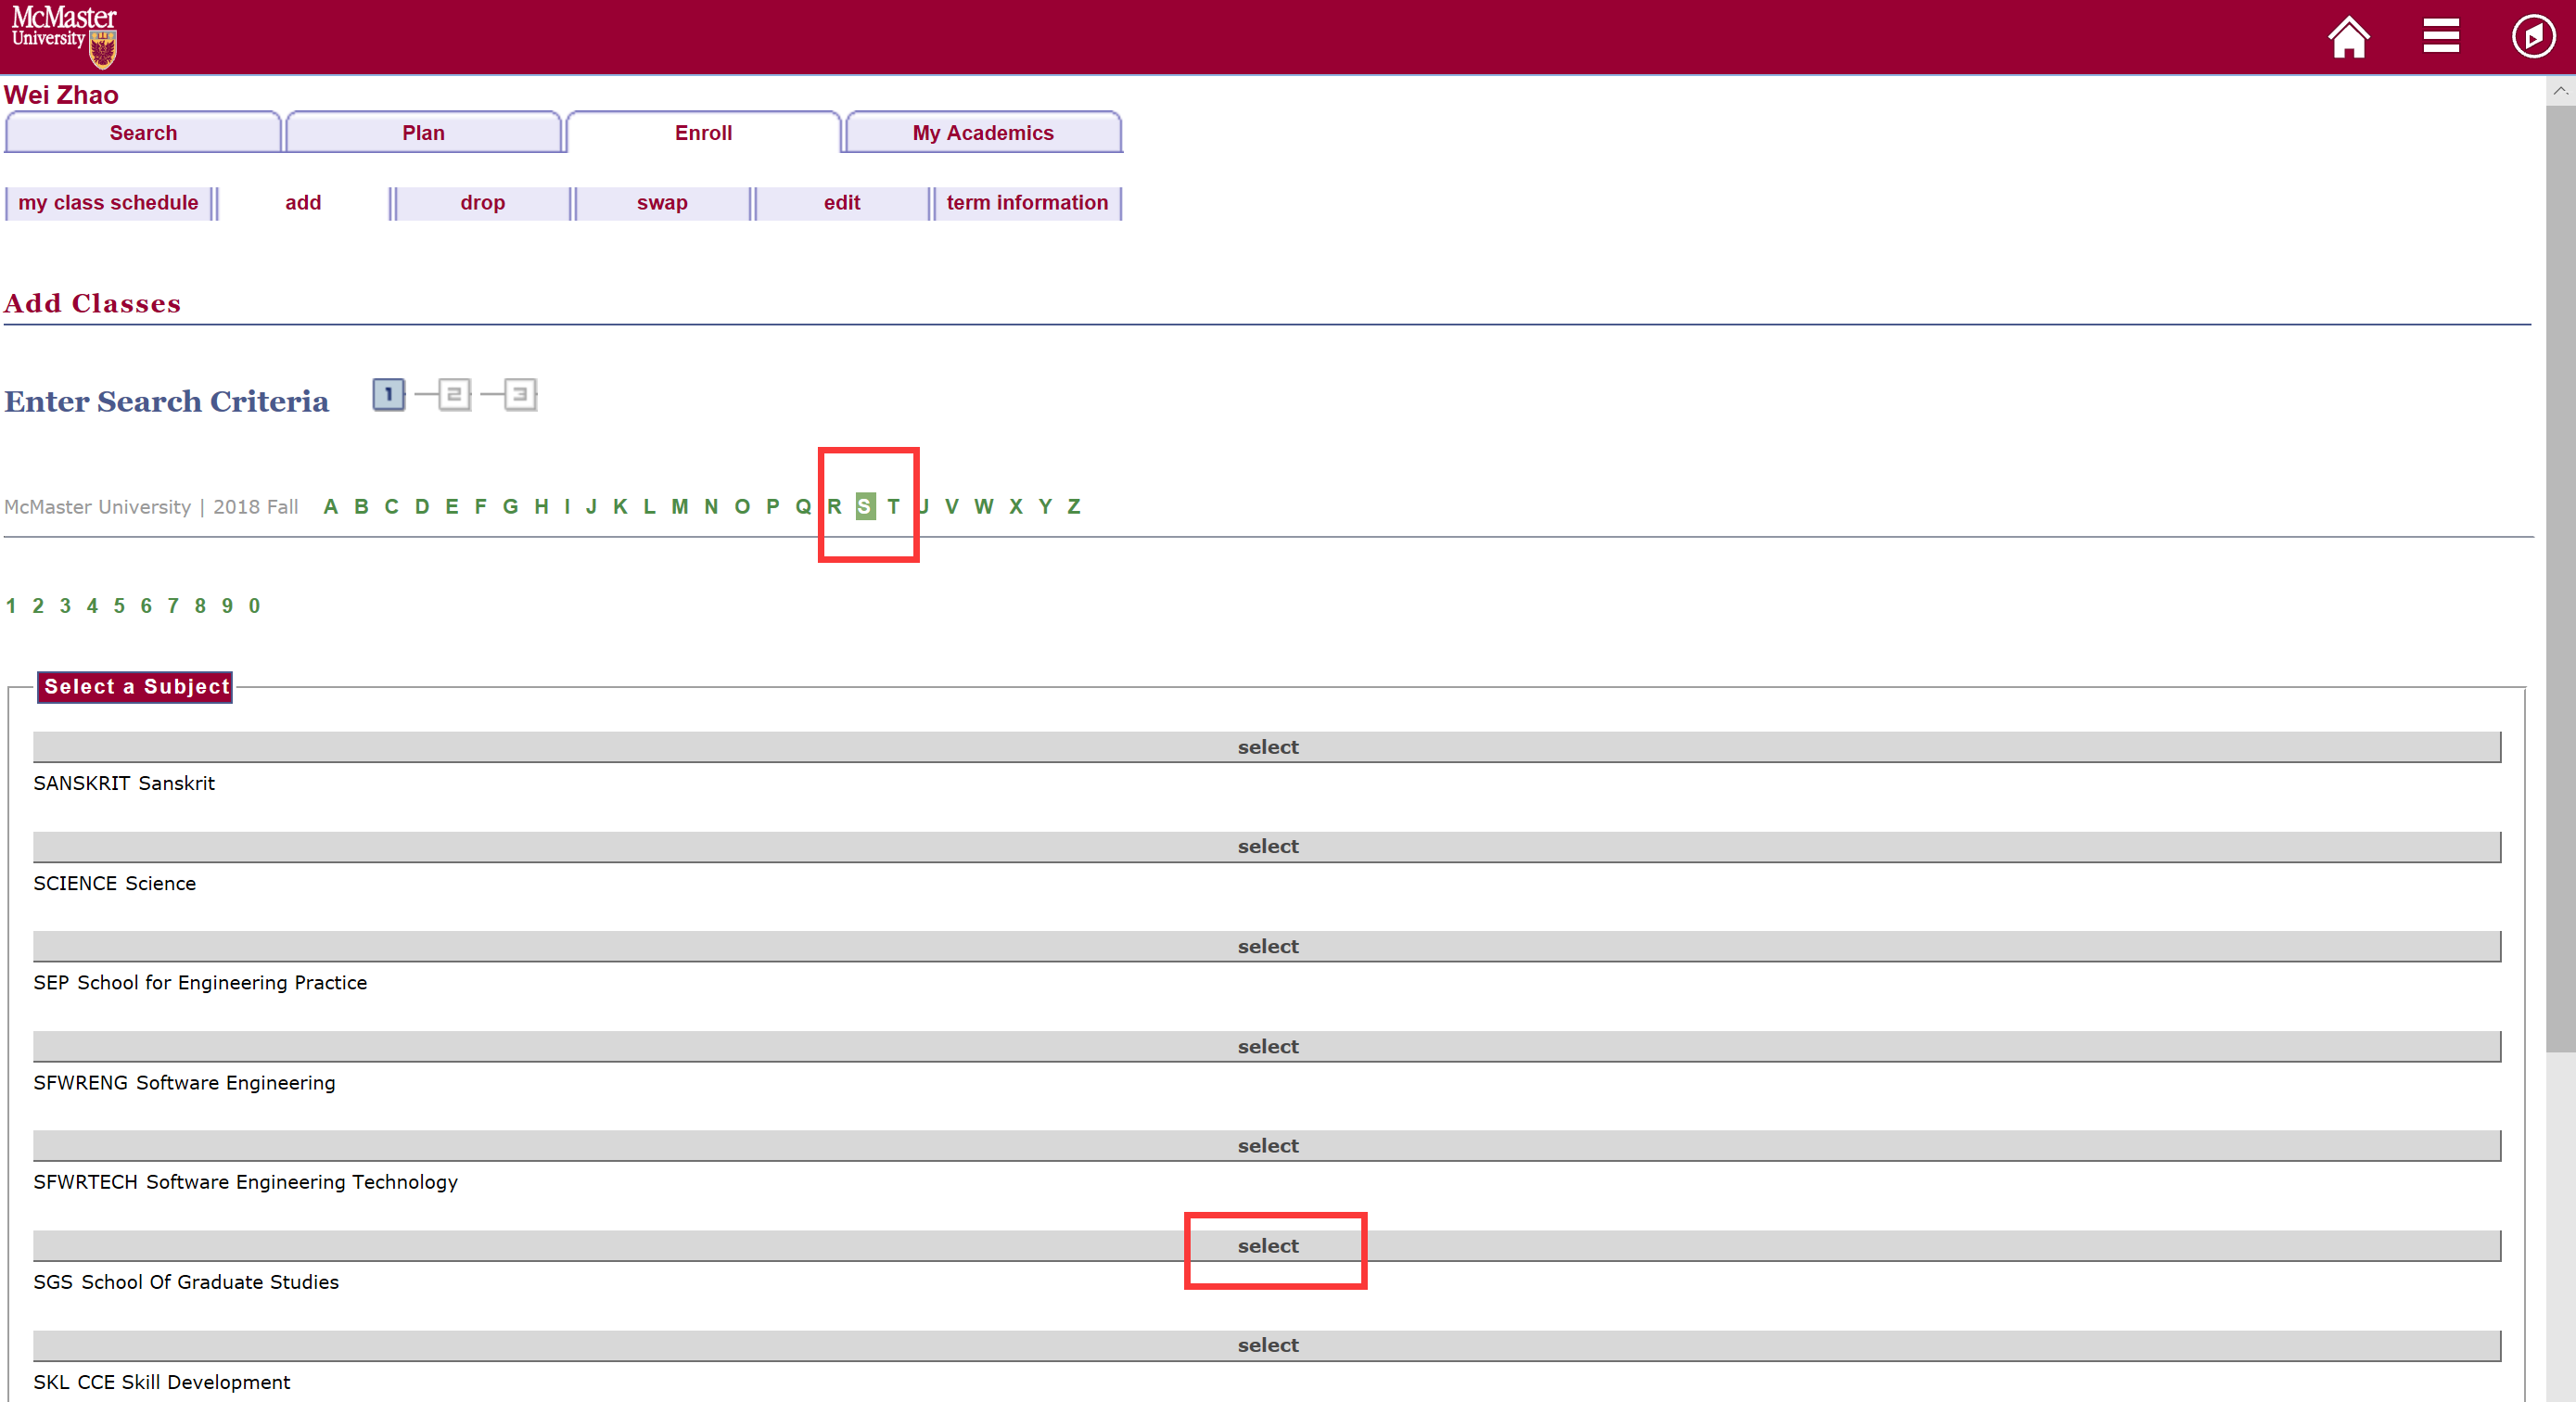 McMaster
University
Wei Zhao
Search Plan Enroll My Academics
my class schedule add drop swap edit term information
Add Classes
Enter Search Criteria 1 2 3
McMaster University | 2018 Fall A B C D E F G H I J K L M N O P Q R S T U V W X Y Z
1 2 3 4 5 6 7 8 9 0
Select a Subject
select
SANSKRIT Sanskrit
select
SCIENCE Science
select
SEP School for Engineering Practice
select
SFWRENG Software Engineering
select
SFWRTECH Software Engineering Technology
select
SGS School Of Graduate Studies
select
SKL CCE Skill Development